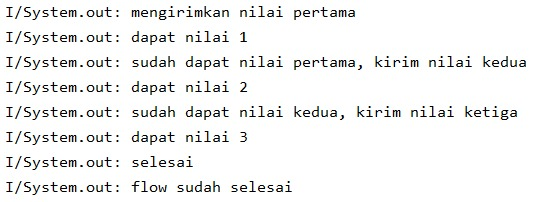 I/System.out: mengirimkan nilai pertama
I/System.out: dapat nilai 1
I/System.out: sudah dapat nilai pertama, kirim nilai kedua
I/System.out: dapat nilai 2
I/System.out: sudah dapat nilai kedua, kirim nilai ketiga
I/System.out: dapat nilai 3
I/System.out: selesai
I/System.out: flow sudah selesai